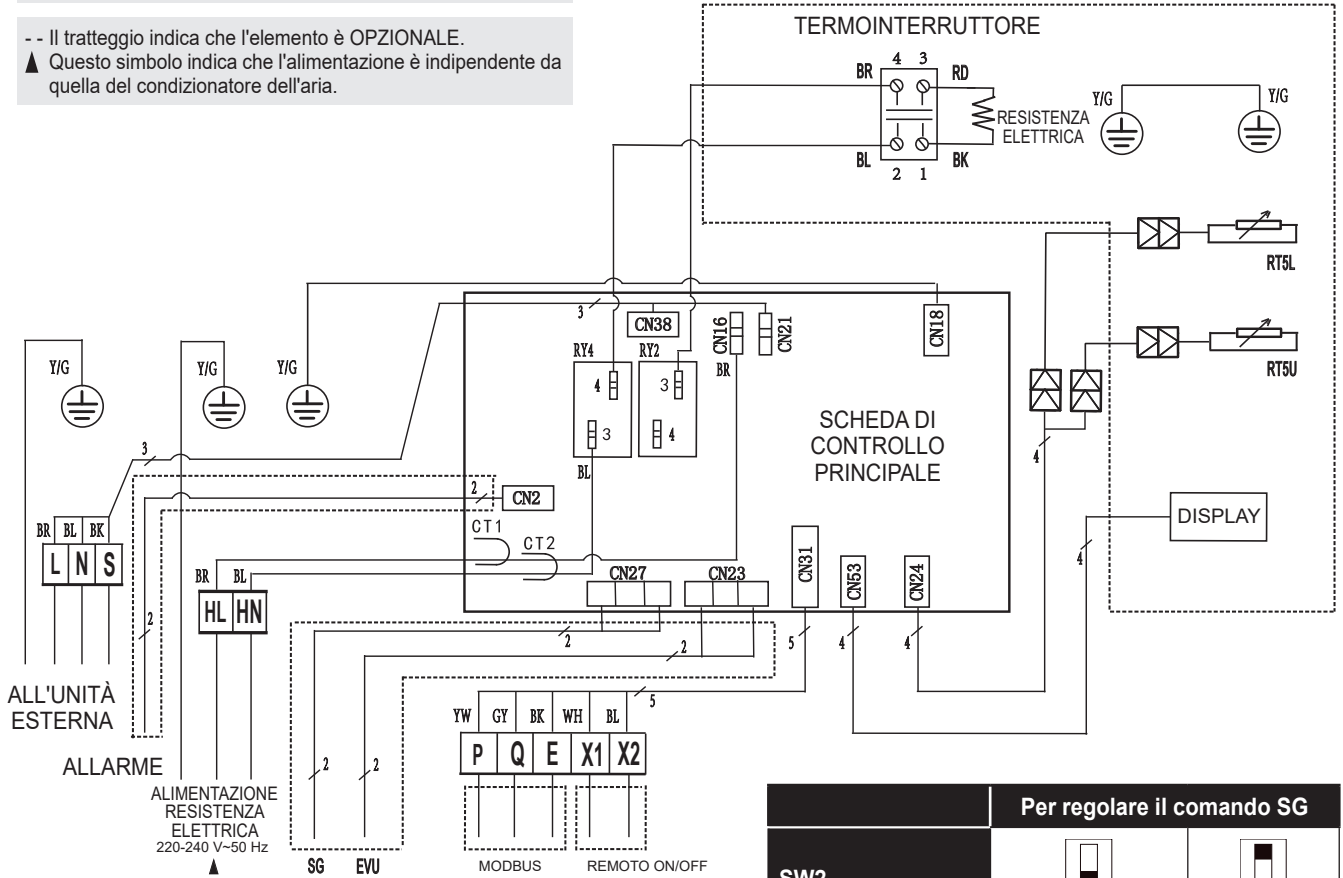 - - Il tratteggio indica che l'elemento è OPZIONALE.
▲ Questo simbolo indica che l'alimentazione è indipendente da
quella del condizionatore dell'aria.
TERMOINTERRUTTORE
4 3
BR
RD
RESISTENZA
ELETTRICA
BL
BK
2 1
Y/G
Y/G
RT5L
RT5U
3
CN38
CN16
CN21
CN18
RY4
RY2
BR
4
3
3
4
BL
SCHEDA DI
CONTROLLO
PRINCIPALE
Y/G
Y/G
Y/G
3
2
CN2
CT1
CT2
BR
BL
BK
L
N
S
BR
BL
HL
HN
CN27
CN23
CN31
CN53
CN24
4
4
DISPLAY
2
2
2
5
4
4
ALL'UNITÀ
ESTERNA
ALLARME
ALIMENTAZIONE
RESISTENZA
ELETTRICA
220-240 V~50 Hz
▲
2
2
SG
EVU
5
YW
GY
BK
WH
BL
P
Q
E
X1
X2
MODBUS
REMOTO ON/OFF
Per regolare il comando SG
SW2